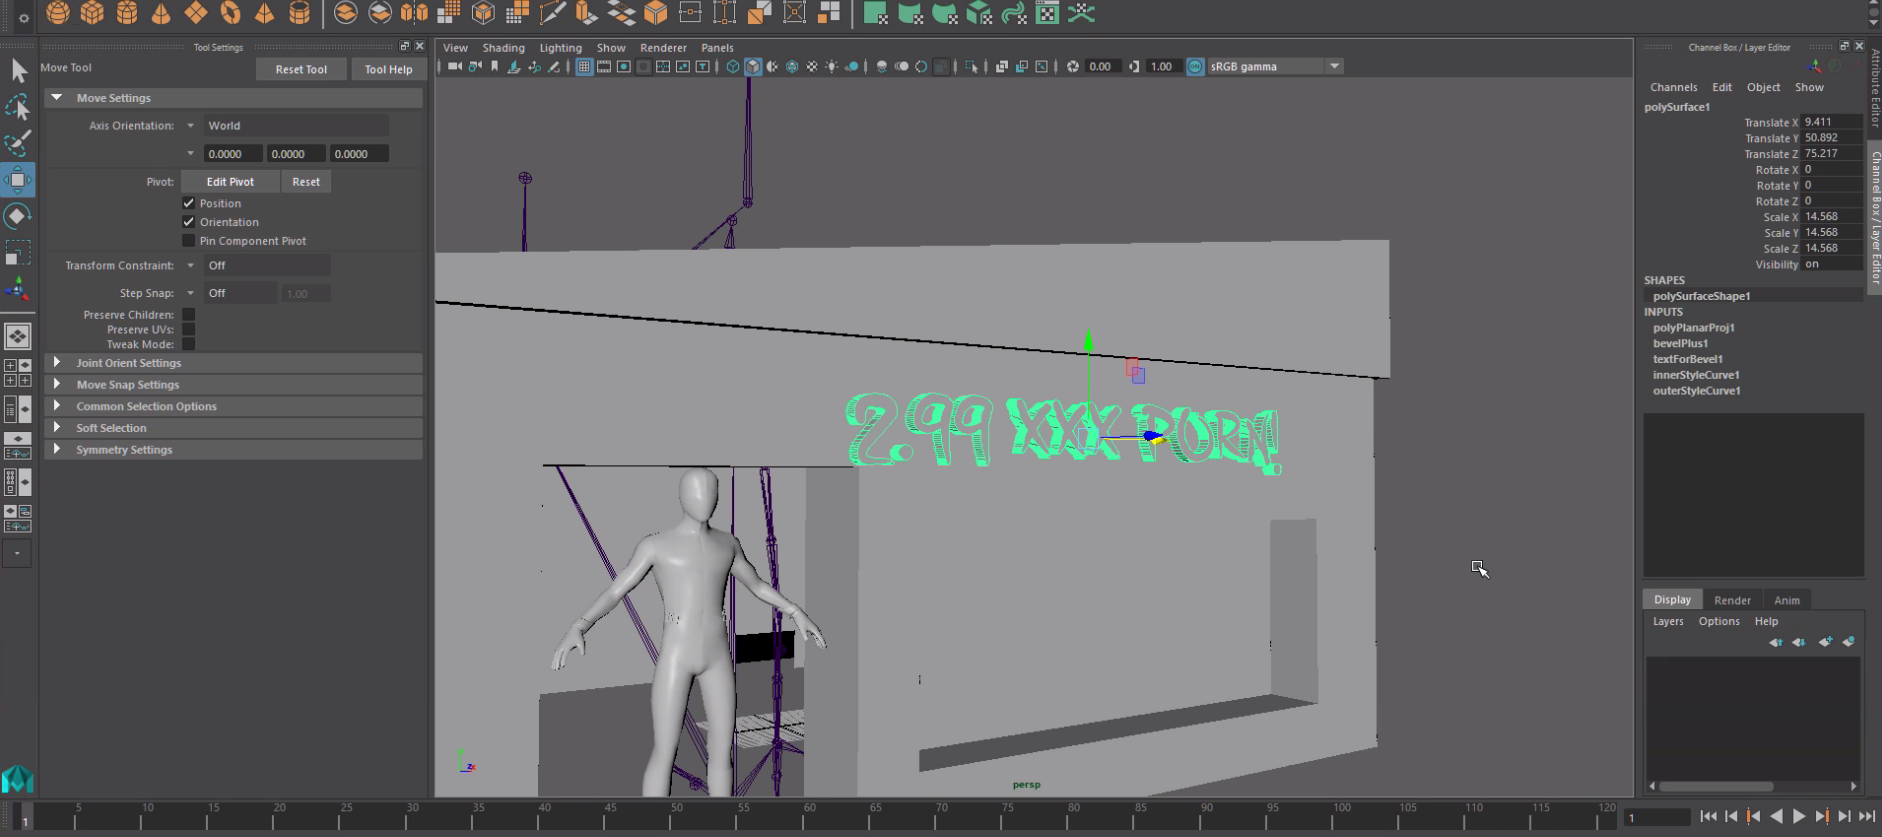 Tool Settings
Move Tool
Reset Tool
Tool Help
Move Settings
Axis Orientation:
World
0.0000
0.0000
0.0000
Pivot:
Edit Pivot
Reset
Position
Orientation
Pin Component Pivot
Transform Constraint:
Off
Step Snap:
Off
1.00
Preserve Children:
Preserve UVs:
Tweak Mode:
Joint Orient Settings
Move Snap Settings
Common Selection Options
Soft Selection
Symmetry Settings
View Shading Lighting Show Renderer Panels
0.00
1.00
ON
sRGB gamma
2.99 XXX PORN!
persp
Channel Box / Layer Editor
Channels Edit Object Show
polySurface1
Translate X 9.411
Translate Y 50.892
Translate Z 75.217
Rotate X 0
Rotate Y 0
Rotate Z 0
Scale X 14.568
Scale Y 14.568
Scale Z 14.568
Visibility on
SHAPES
polySurfaceShape1
INPUTS
polyPlanarProj1
bevelPlus1
textForBevel1
innerStyleCurve1
outerStyleCurve1
Display Render Anim
Layers Options Help
Attribute Editor
Channel Box / Layer Editor
1 5 10 15 20 25 30 35 40 45 50 55 60 65 70 75 80 85 90 95 100 105 110 115 120
1